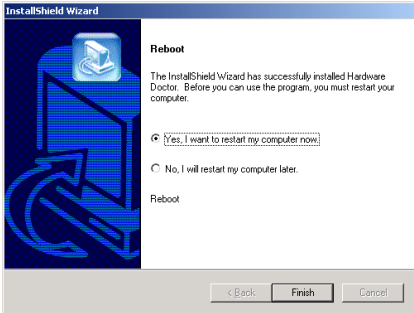 InstallShield Wizard
Reboot
The InstallShield Wizard has successfully installed Hardware
Doctor. Before you can use the program, you must restart your
computer.
Yes, I want to restart my computer now.
No, I will restart my computer later.
Reboot
< Back Finish Cancel